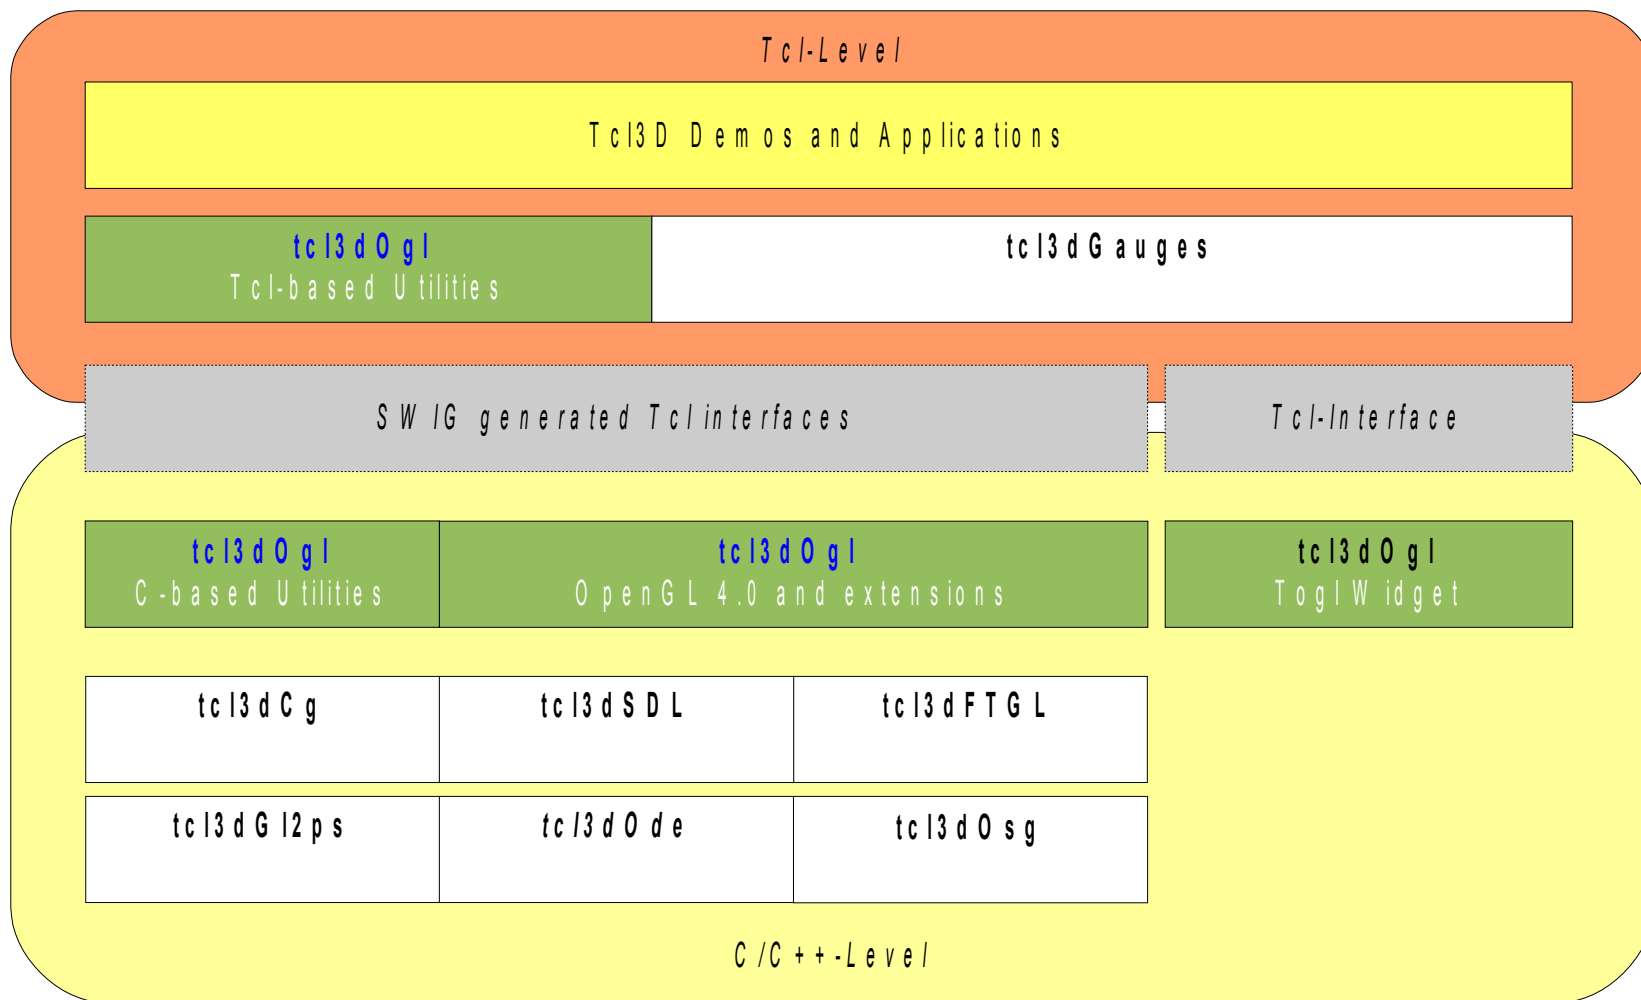 Tcl-Level
Tcl3D Demos and Applications
tcl3dOgl
Tcl-based Utilities
tcl3dGauges
SWIG generated Tcl interfaces
Tcl-Interface
tcl3dOgl
C-based Utilities
tcl3dOgl
OpenGL 4.0 and extensions
tcl3dOgl
Togl Widget
tcl3dCg
tcl3dSDL
tcl3dFTGL
tcl3dGl2ps
tcl3dOde
tcl3dOsg
C/C++-Level